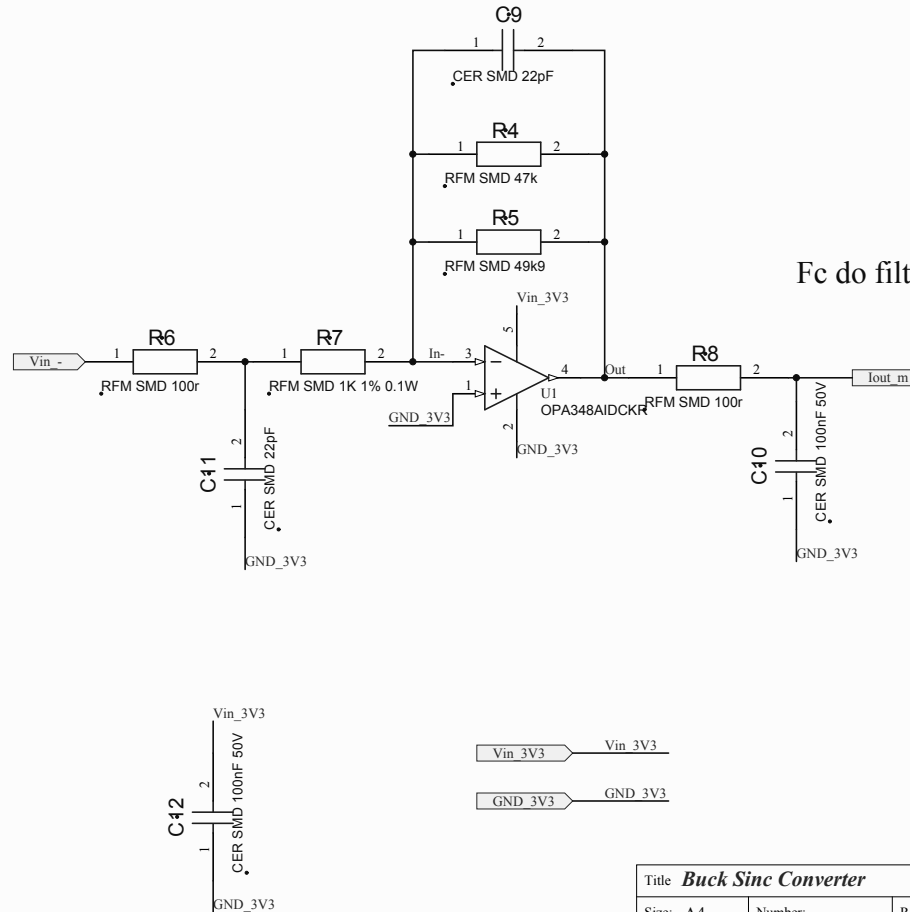 C9
1 2
CER SMD 22pF
R4
1 2
RFM SMD 47k
R5
1 2
RFM SMD 49k9
Fc do filt
Vin_3V3
5
Vin_-
R6
1 2
RFM SMD 100r
R7
1 2
RFM SMD 1K 1% 0.1W
In-
3
1
4
Out
U1
OPA348AIDCKR
GND_3V3
2
GND_3V3
R8
1 2
RFM SMD 100r
Iout_m
C11
2
1
CER SMD 22pF
GND_3V3
C10
2
1
CER SMD 100nF 50V
GND_3V3
Vin_3V3
C12
2
1
CER SMD 100nF 50V
GND_3V3
Vin_3V3 Vin_3V3
GND_3V3 GND_3V3
Title Buck Sinc Converter
Size: A4 Number: